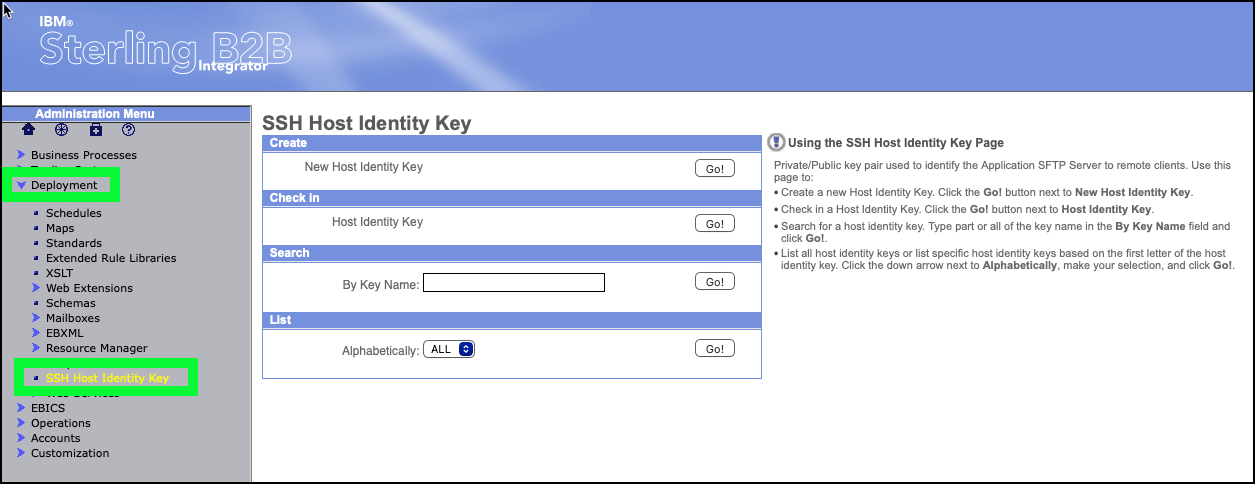 IBM®
Sterling B2B
Integrator
Administration Menu
Business Processes
Deployment
Schedules
Maps
Standards
Extended Rule Libraries
XSLT
Web Extensions
Schemas
Mailboxes
EBXML
Resource Manager
SSH Host Identity Key
EBICS
Operations
Accounts
Customization
SSH Host Identity Key
Create
New Host Identity Key Go!
Check in
Host Identity Key Go!
Search
By Key Name: Go!
List
Alphabetically: ALL Go!
Using the SSH Host Identity Key Page
Private/Public key pair used to identify the Application SFTP Server to remote clients. Use this
page to:
• Create a new Host Identity Key. Click the Go! button next to New Host Identity Key.
• Check in a Host Identity Key. Click the Go! button next to Host Identity Key.
• Search for a host identity key. Type part or all of the key name in the By Key Name field and
click Go!.
• List all host identity keys or list specific host identity keys based on the first letter of the host
identity key. Click the down arrow next to Alphabetically, make your selection, and click Go!.